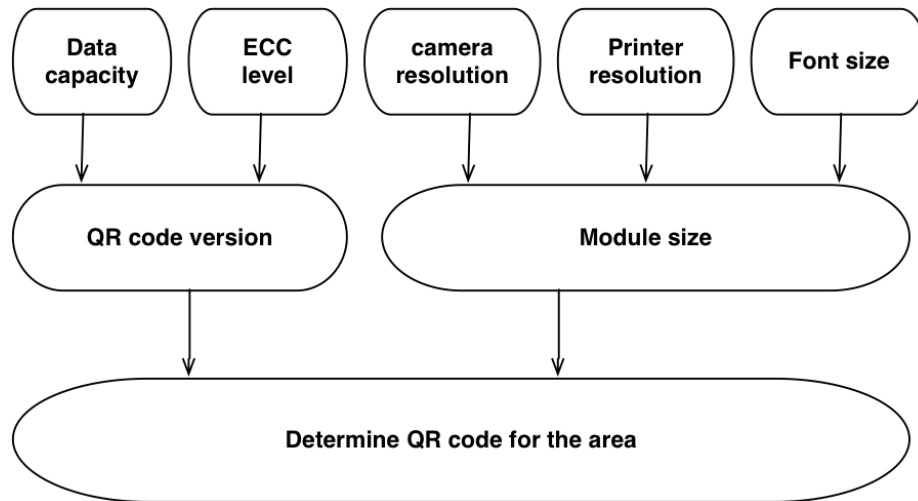 Data
capacity
ECC
level
camera
resolution
Printer
resolution
Font size
QR code version
Module size
Determine QR code for the area